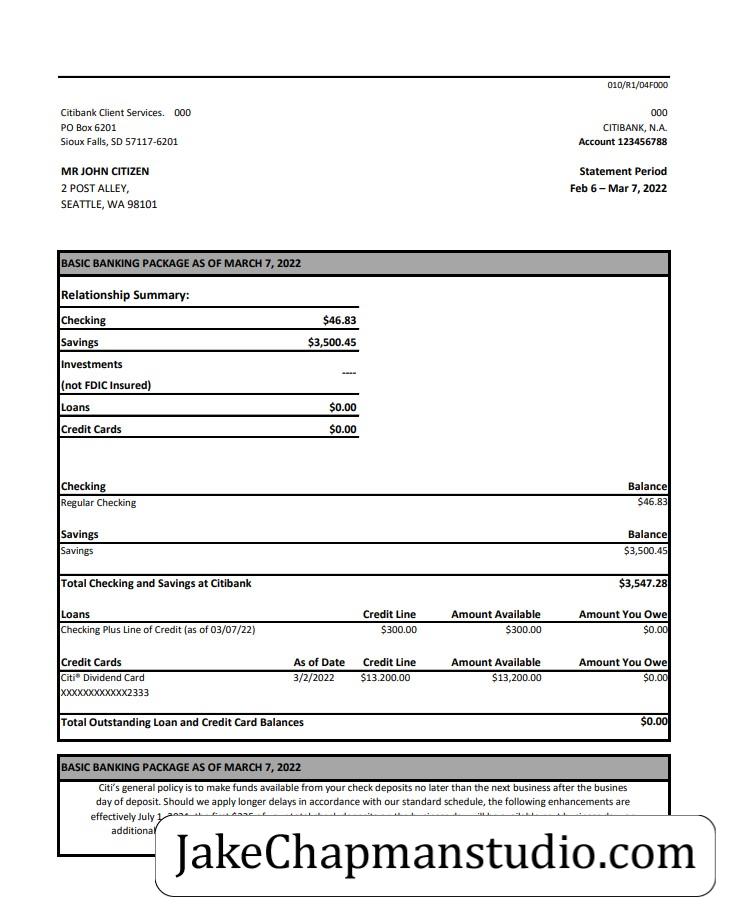 010/R1/04F000
Citibank Client Services. 000 000
PO Box 6201 CITIBANK, N.A.
Sioux Falls, SD 57117-6201 Account 123456788
MR JOHN CITIZEN Statement Period
2 POST ALLEY, Feb 6 – Mar 7, 2022
SEATTLE, WA 98101
BASIC BANKING PACKAGE AS OF MARCH 7, 2022
Relationship Summary:
Checking $46.83
Savings $3,500.45
Investments
(not FDIC Insured) ----
Loans $0.00
Credit Cards $0.00
Checking Balance
Regular Checking $46.83
Savings Balance
Savings $3,500.45
Total Checking and Savings at Citibank $3,547.28
Loans Credit Line Amount Available Amount You Owe
Checking Plus Line of Credit (as of 03/07/22) $300.00 $300.00 $0.00
Credit Cards As of Date Credit Line Amount Available Amount You Owe
Citi® Dividend Card 3/2/2022 $13.200.00 $13,200.00 $0.00
XXXXXXXXXXXX2333
Total Outstanding Loan and Credit Card Balances $0.00
BASIC BANKING PACKAGE AS OF MARCH 7, 2022
Citi's general policy is to make funds available from your check deposits no later than the next business after the busines
day of deposit. Should we apply longer delays in accordance with our standard schedule, the following enhancements are
effectively July 1
additional
JakeChapmanstudio.com